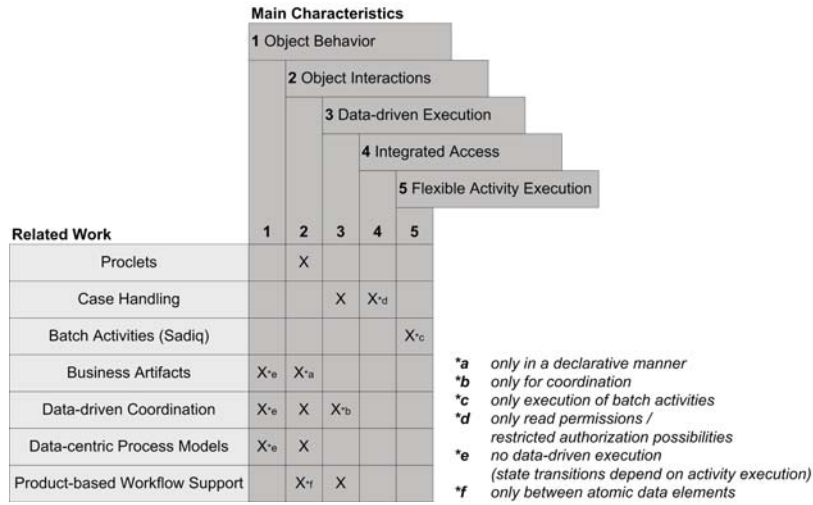 Main Characteristics
1 Object Behavior
2 Object Interactions
3 Data-driven Execution
4 Integrated Access
5 Flexible Activity Execution
Related Work 1 2 3 4 5
Proclets X
Case Handling X X*d
Batch Activities (Sadiq) X*c
Business Artifacts X*e X*a
Data-driven Coordination X*e X X*b
Data-centric Process Models X*e X
Product-based Workflow Support X*f X
*a only in a declarative manner
*b only for coordination
*c only execution of batch activities
*d only read permissions /
restricted authorization possibilities
*e no data-driven execution
(state transitions depend on activity execution)
*f only between atomic data elements